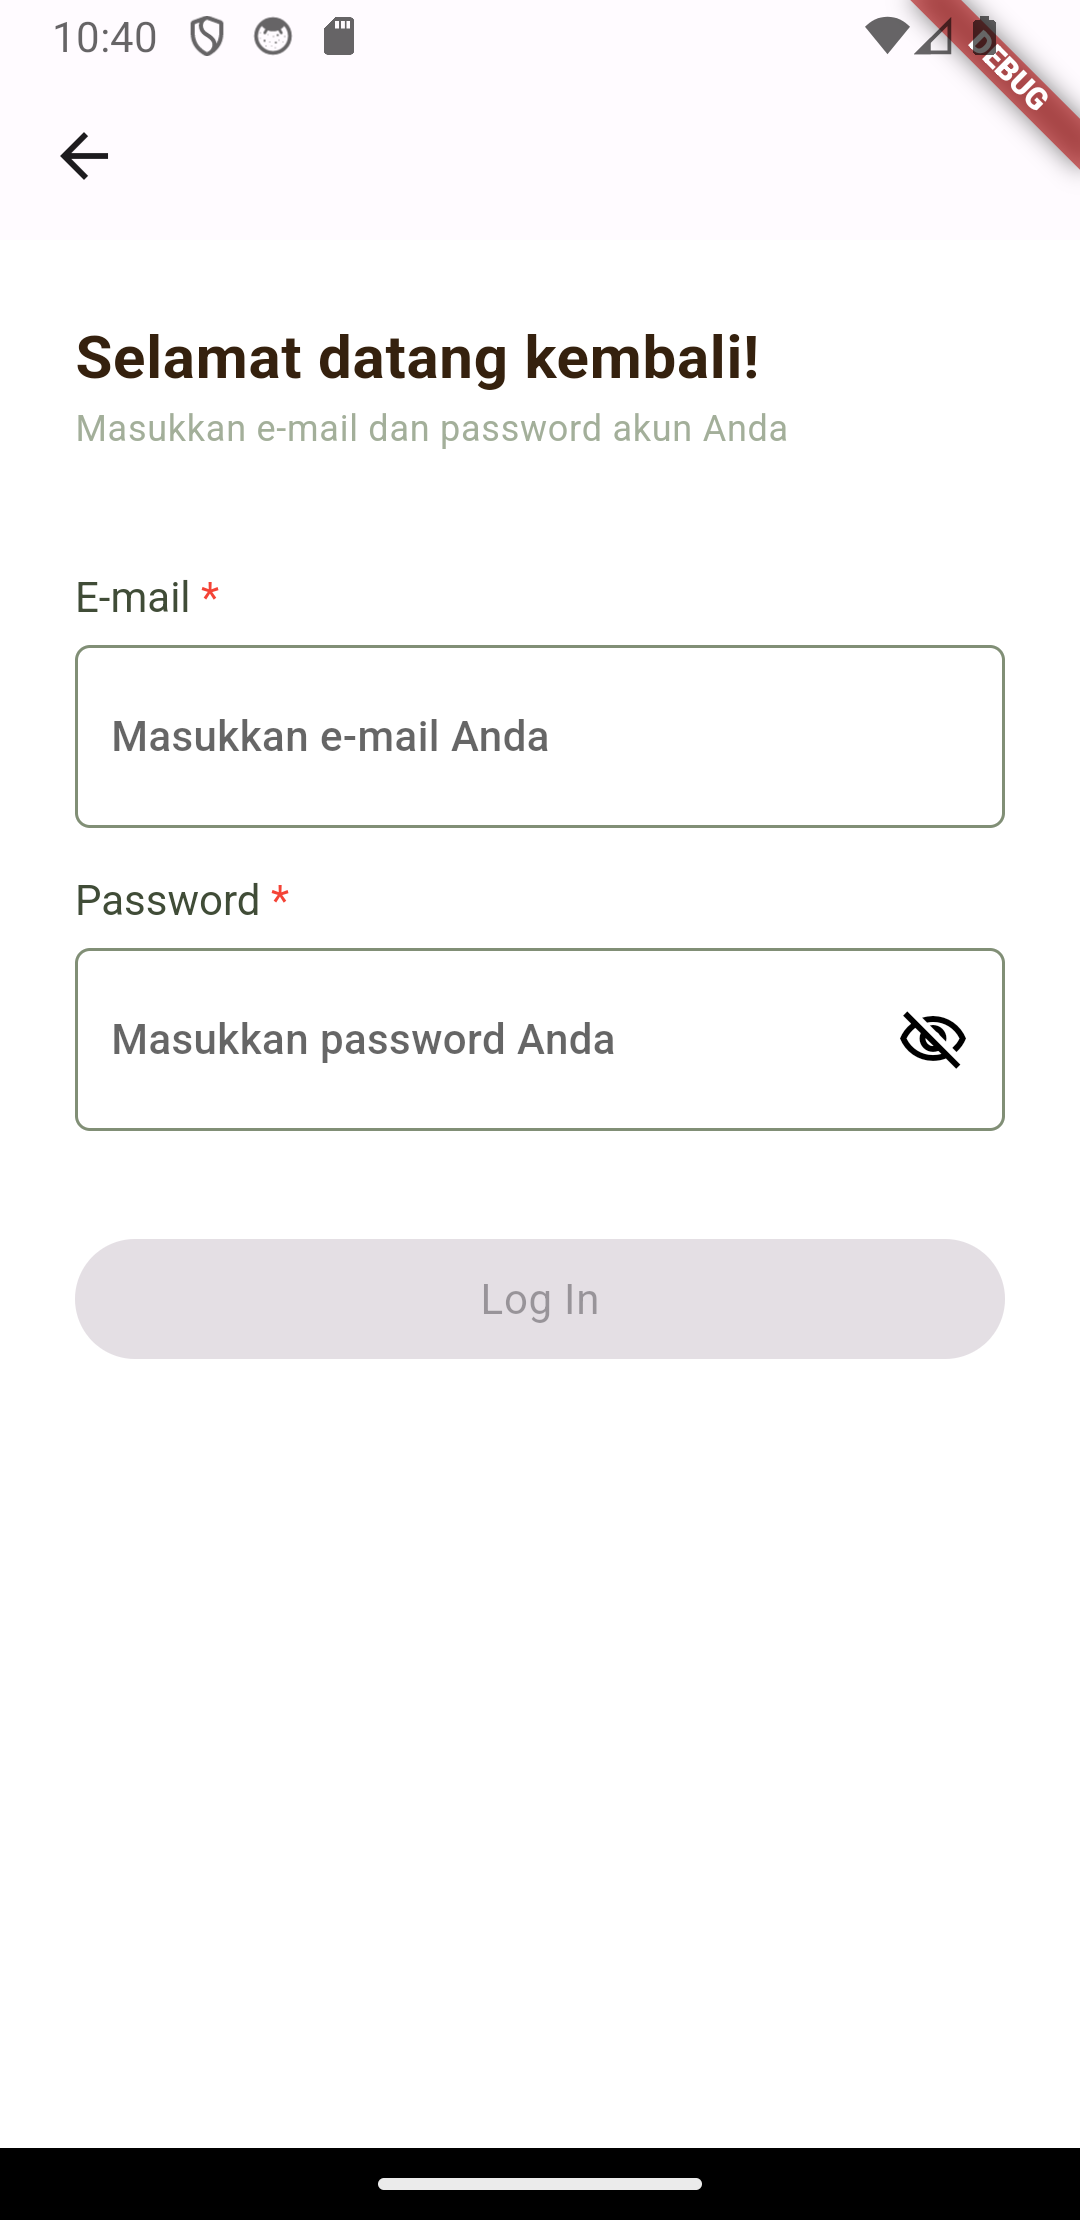 10:40
DEBUG
Selamat datang kembali!
Masukkan e-mail dan password akun Anda
E-mail *
Masukkan e-mail Anda
Password *
Masukkan password Anda
Log In